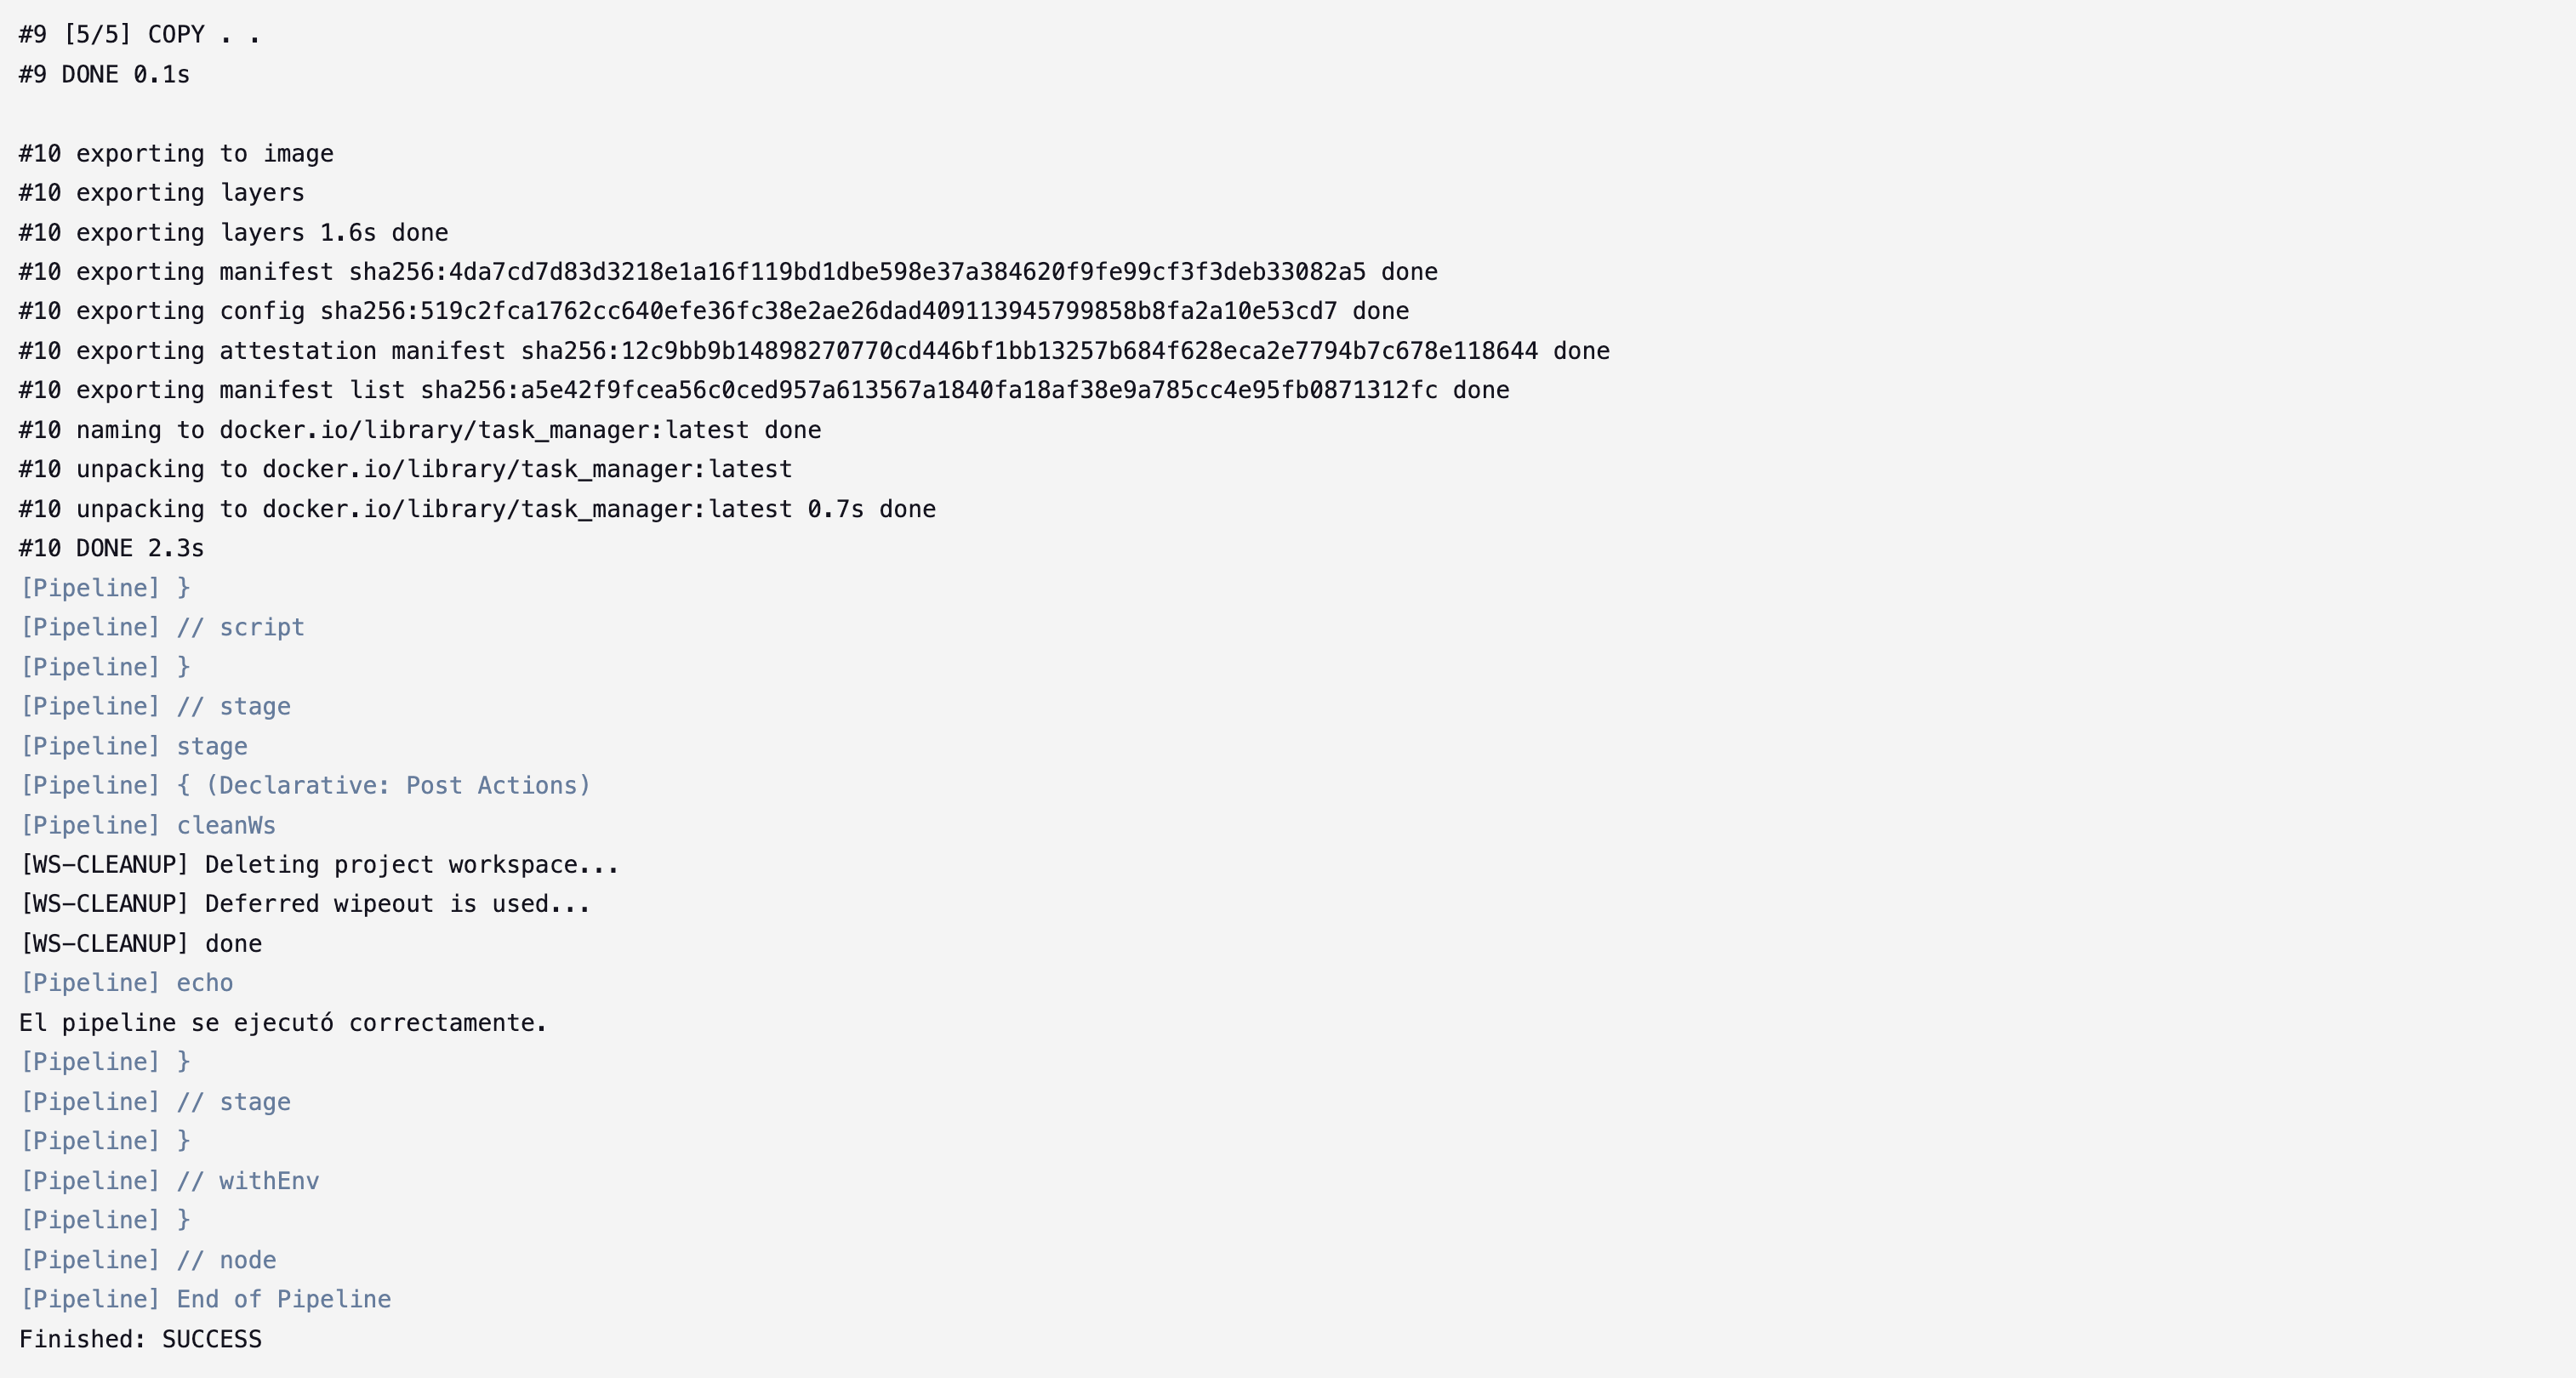 #9 [5/5] COPY . .
#9 DONE 0.1s
#10 exporting to image
#10 exporting layers
#10 exporting layers 1.6s done
#10 exporting manifest sha256:4da7cd7d83d3218e1a16f119bd1dbe598e37a384620f9fe99cf3f3deb33082a5 done
#10 exporting config sha256:519c2fca1762cc640efe36fc38e2ae26dad409113945799858b8fa2a10e53cd7 done
#10 exporting attestation manifest sha256:12c9bb9b14898270770cd446bf1bb13257b684f628eca2e7794b7c678e118644 done
#10 exporting manifest list sha256:a5e42f9fcea56c0ced957a613567a1840fa18af38e9a785cc4e95fb0871312fc done
#10 naming to docker.io/library/task_manager:latest done
#10 unpacking to docker.io/library/task_manager:latest
#10 unpacking to docker.io/library/task_manager:latest 0.7s done
#10 DONE 2.3s
[Pipeline] }
[Pipeline] // script
[Pipeline] }
[Pipeline] // stage
[Pipeline] stage
[Pipeline] { (Declarative: Post Actions)
[Pipeline] cleanWs
[WS-CLEANUP] Deleting project workspace...
[WS-CLEANUP] Deferred wipeout is used...
[WS-CLEANUP] done
[Pipeline] echo
El pipeline se ejecutó correctamente.
[Pipeline] }
[Pipeline] // stage
[Pipeline] }
[Pipeline] // withEnv
[Pipeline] }
[Pipeline] // node
[Pipeline] End of Pipeline
Finished: SUCCESS